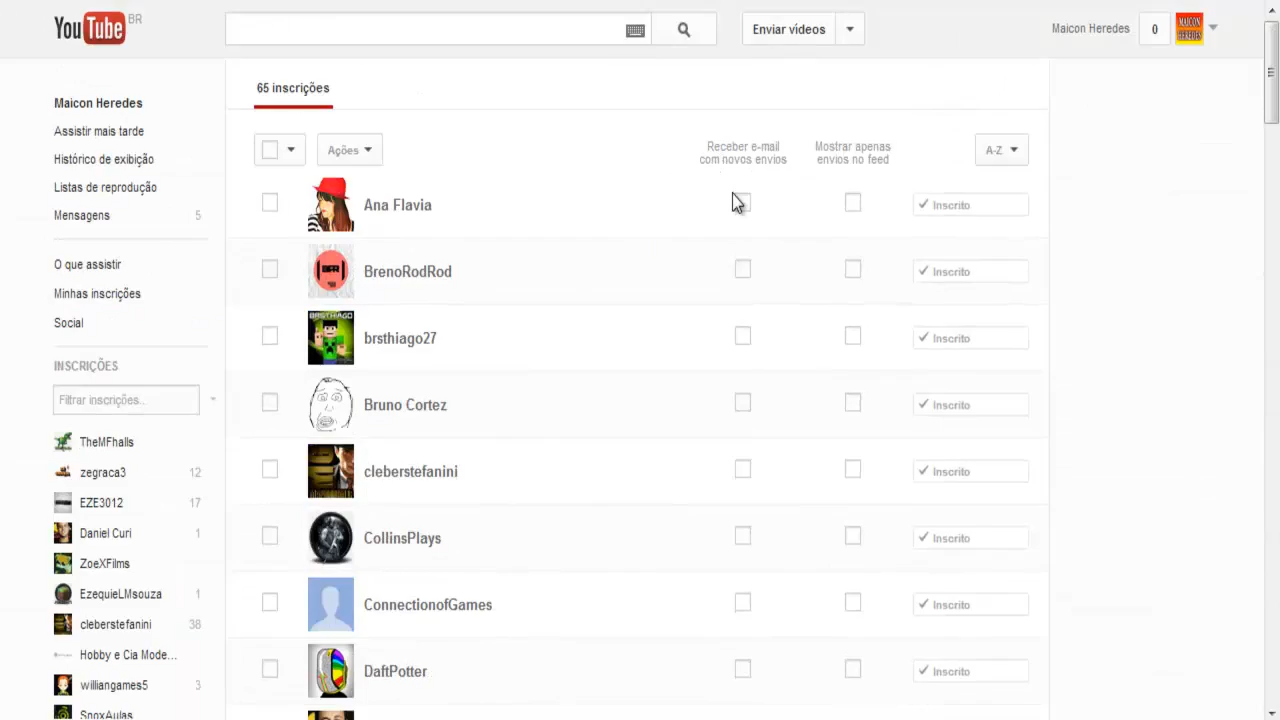 YouTube BR
Enviar vídeos
Maicon Heredes
0
MAICON
HEREDES
Maicon Heredes
Assistir mais tarde
Histórico de exibição
Listas de reprodução
Mensagens 5
O que assistir
Minhas inscrições
Social
INSCRIÇÕES
Filtrar inscrições...
TheMFhalls
zegraca3 12
EZE3012 17
Daniel Curi 1
ZoeXFilms
EzequieLMsouza 1
cleberstefanini 38
Hobby e Cia Mode...
williangames5 3
SnoxAulas
65 inscrições
Ações
Receber e-mail
com novos envios
Mostrar apenas
envios no feed
A-Z
Ana Flavia
Inscrito
BrenoRodRod
Inscrito
BRSTHIAGO
brsthiago27
Inscrito
Bruno Cortez
Inscrito
cleberstefanini
Inscrito
CollinsPlays
Inscrito
ConnectionofGames
Inscrito
DaftPotter
Inscrito